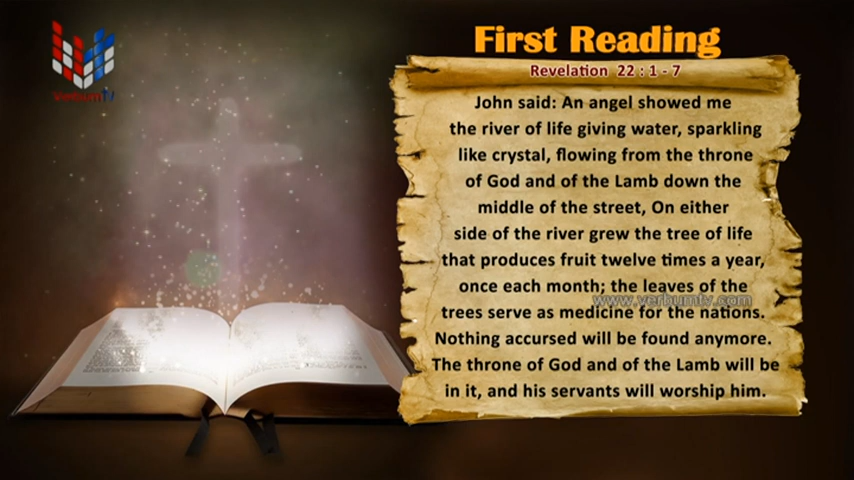 VerbumTV
First Reading
Revelation 22 : 1 - 7
John said: An angel showed me
the river of life giving water, sparkling
like crystal, flowing from the throne
of God and of the Lamb down the
middle of the street, On either
side of the river grew the tree of life
that produces fruit twelve times a year,
once each month; the leaves of the
www.verbumtv.com
trees serve as medicine for the nations.
Nothing accursed will be found anymore.
The throne of God and of the Lamb will be
in it, and his servants will worship him.